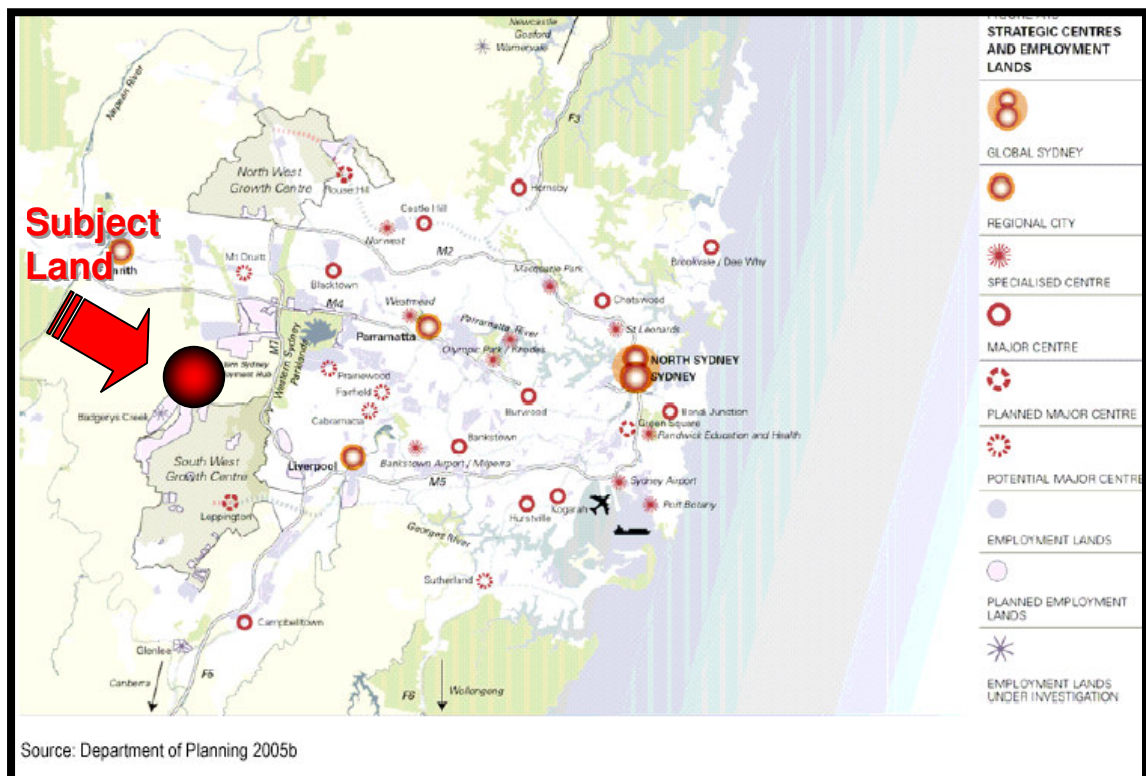 Newcastle
Gosford
Warnervale
Nepean River
F3
North West
Growth Centre
Rouse Hill
Hornsby
Castle Hill
Norwest
M2
Subject
Land
Mt Druitt
Blacktown
M4
Westmead
Macquarie Park
Brookvale / Dee Why
Chatswood
Parramatta
Parramatta River
St Leonards
Olympic Park / Rhodes
NORTH SYDNEY
SYDNEY
M7
Western Sydney
Parklands
Prairiewood
Fairfield
Cabramatta
Burwood
Bondi Junction
Green Square
Randwick Education and Health
Badgerys Creek
Bankstown
Bankstown Airport / Milperra
South West
Growth Centre
Liverpool
M5
Sydney Airport
Leppington
Hurstville
Kogarah
Port Botany
Georges River
Sutherland
Campbelltown
Glenlee
Canberra
F5
F6
Wollongong
STRATEGIC CENTRES
AND EMPLOYMENT
LANDS
GLOBAL SYDNEY
REGIONAL CITY
SPECIALISED CENTRE
MAJOR CENTRE
PLANNED MAJOR CENTRE
POTENTIAL MAJOR CENTRE
EMPLOYMENT LANDS
PLANNED EMPLOYMENT
LANDS
EMPLOYMENT LANDS
UNDER INVESTIGATION
Source: Department of Planning 2005b